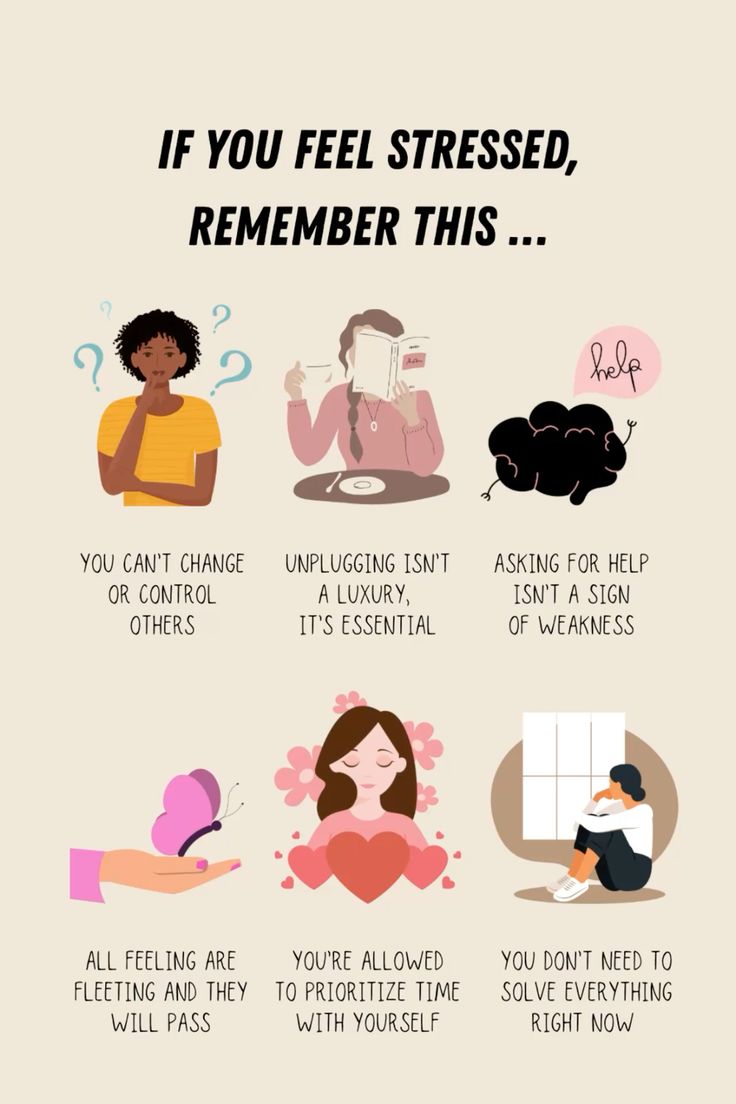 IF YOU FEEL STRESSED,
REMEMBER THIS ...
help
YOU CAN'T CHANGE
OR CONTROL
OTHERS
UNPLUGGING ISN'T
A LUXURY,
IT'S ESSENTIAL
ASKING FOR HELP
ISN'T A SIGN
OF WEAKNESS
ALL FEELING ARE
FLEETING AND THEY
WILL PASS
YOU'RE ALLOWED
TO PRIORITIZE TIME
WITH YOURSELF
YOU DON'T NEED TO
SOLVE EVERYTHING
RIGHT NOW